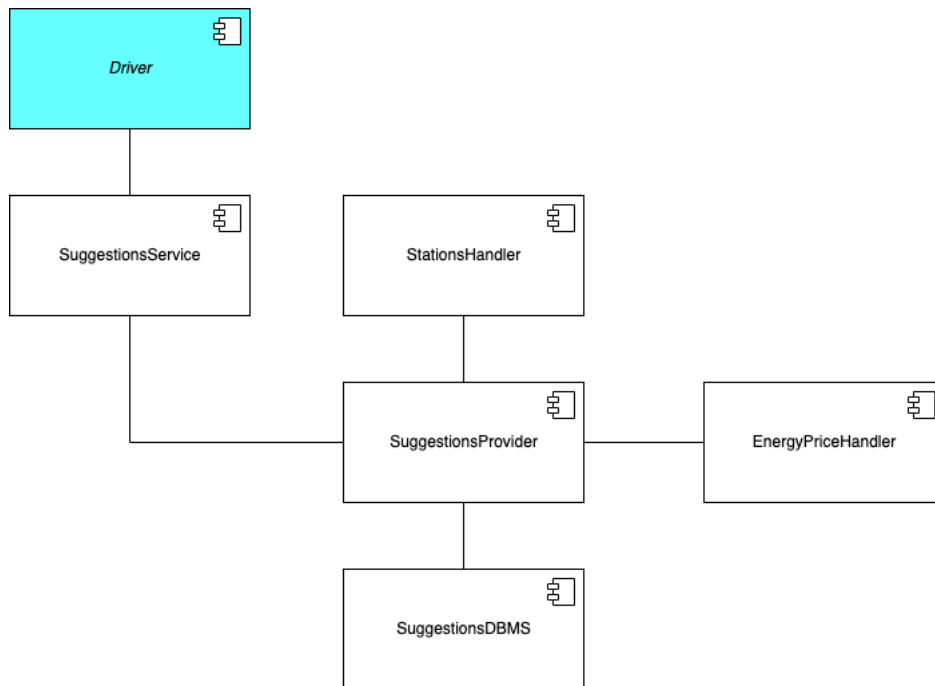 Driver
SuggestionsService
StationsHandler
SuggestionsProvider
EnergyPriceHandler
SuggestionsDBMS